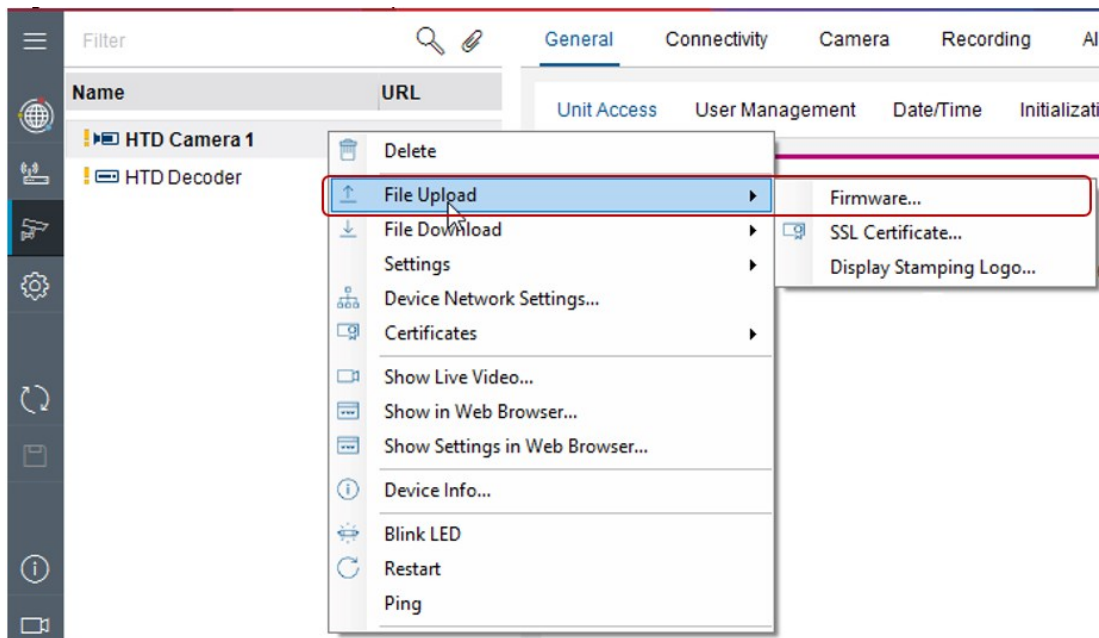 Filter
General Connectivity Camera Recording Al
Name URL
Unit Access User Management Date/Time Initializati
HTD Camera 1
HTD Decoder
Delete
File Upload
File Download
Settings
Device Network Settings...
Certificates
Show Live Video...
Show in Web Browser...
Show Settings in Web Browser...
Device Info...
Blink LED
Restart
Ping
Firmware...
SSL Certificate...
Display Stamping Logo...